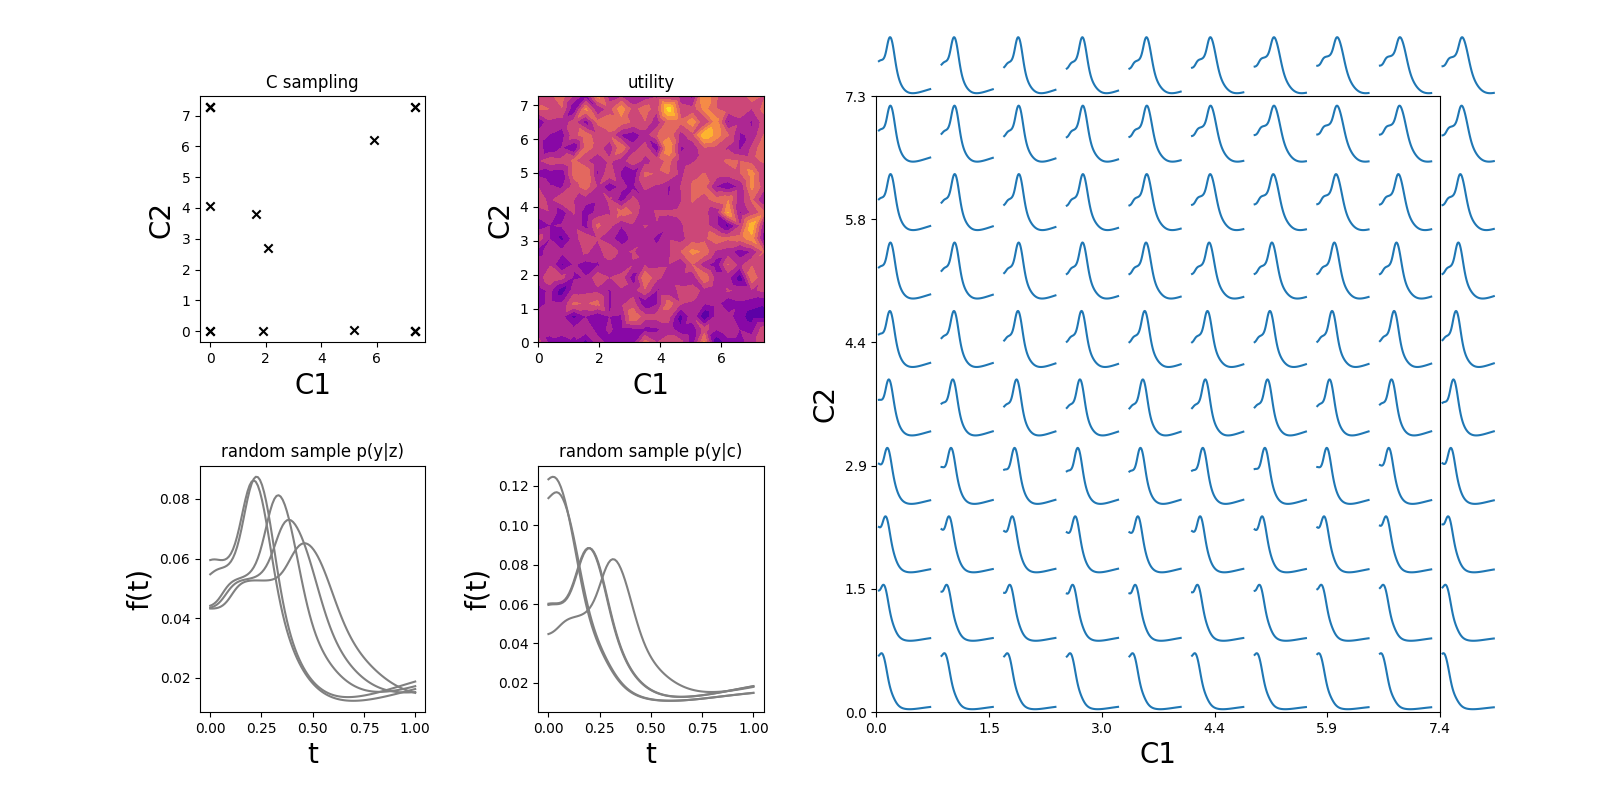 C sampling
7
6
5
4
3
2
1
0
0 2 4 6
C2
C1
utility
7
6
5
4
3
2
1
0
0 2 4 6
C2
C1
random sample p(y|z)
0.08
0.06
0.04
0.02
0.00 0.25 0.50 0.75 1.00
f(t)
t
random sample p(y|c)
0.12
0.10
0.08
0.06
0.04
0.02
0.00 0.25 0.50 0.75 1.00
f(t)
t
7.3
5.8
4.4
2.9
1.5
0.0
0.0 1.5 3.0 4.4 5.9 7.4
C2
C1